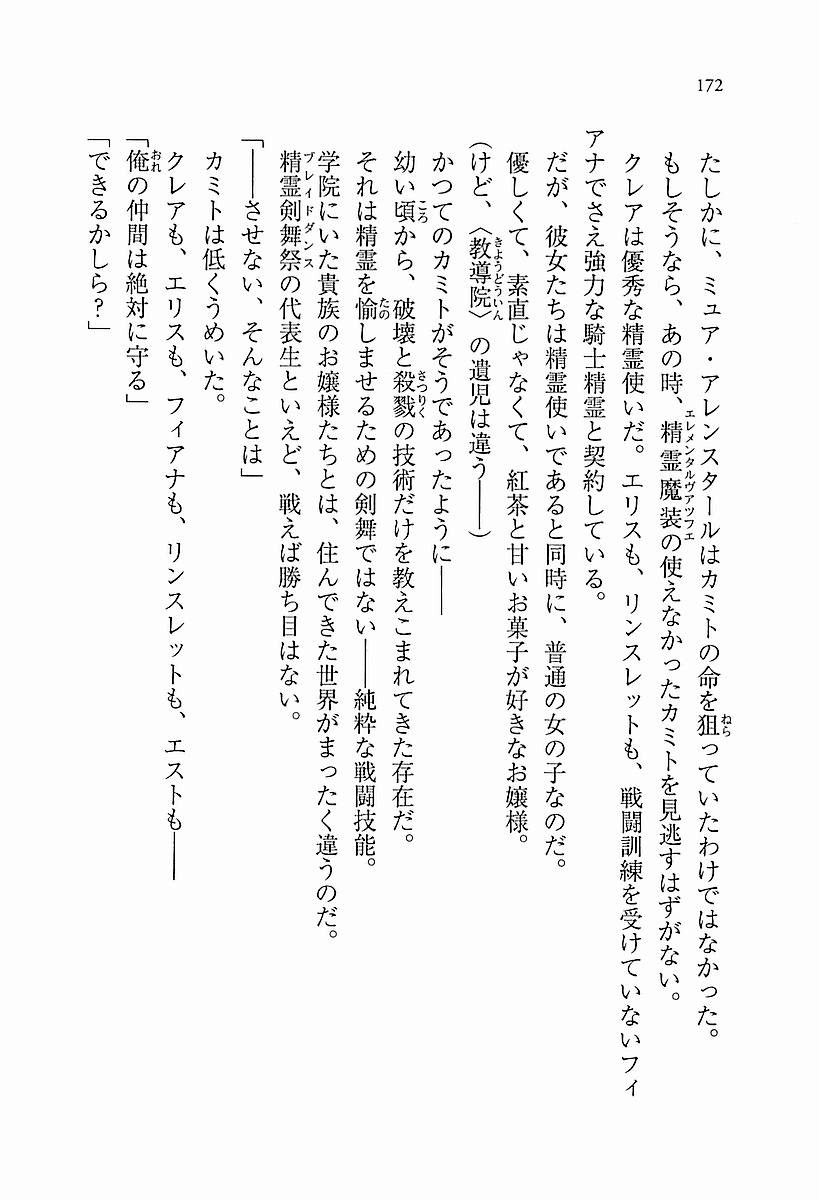 172
たしかに、ミュア・アレンスタールはカミトの命を狙っていたわけではなかった。
もしそうなら、あの時、精霊魔装の使えなかったカミトを見逃すはずがない。
クレアは優秀な精霊使いだ。エリスも、リンスレットも、戦闘訓練を受けていないフィ
アナでさえ強力な騎士精霊と契約している。
だが、彼女たちは精霊使いであると同時に、普通の女の子なのだ。
優しくて、素直じゃなくて、紅茶と甘いお菓子が好きなお嬢様。
(けど、〈教導院〉の遺児は違う――)
かつてのカミトがそうであったように――
幼い頃から、破壊と殺戮の技術だけを教えこまれてきた存在だ。
それは精霊を愉しませるための剣舞ではない――純粋な戦闘技能。
学院にいた貴族のお嬢様たちとは、住んできた世界がまったく違うのだ。
精霊剣舞祭の代表生といえど、戦えば勝ち目はない。
「――させない、そんなことは」
カミトは低くうめいた。
クレアも、エリスも、フィアナも、リンスレットも、エストも――
「俺の仲間は絶対に守る」
「できるかしら?」